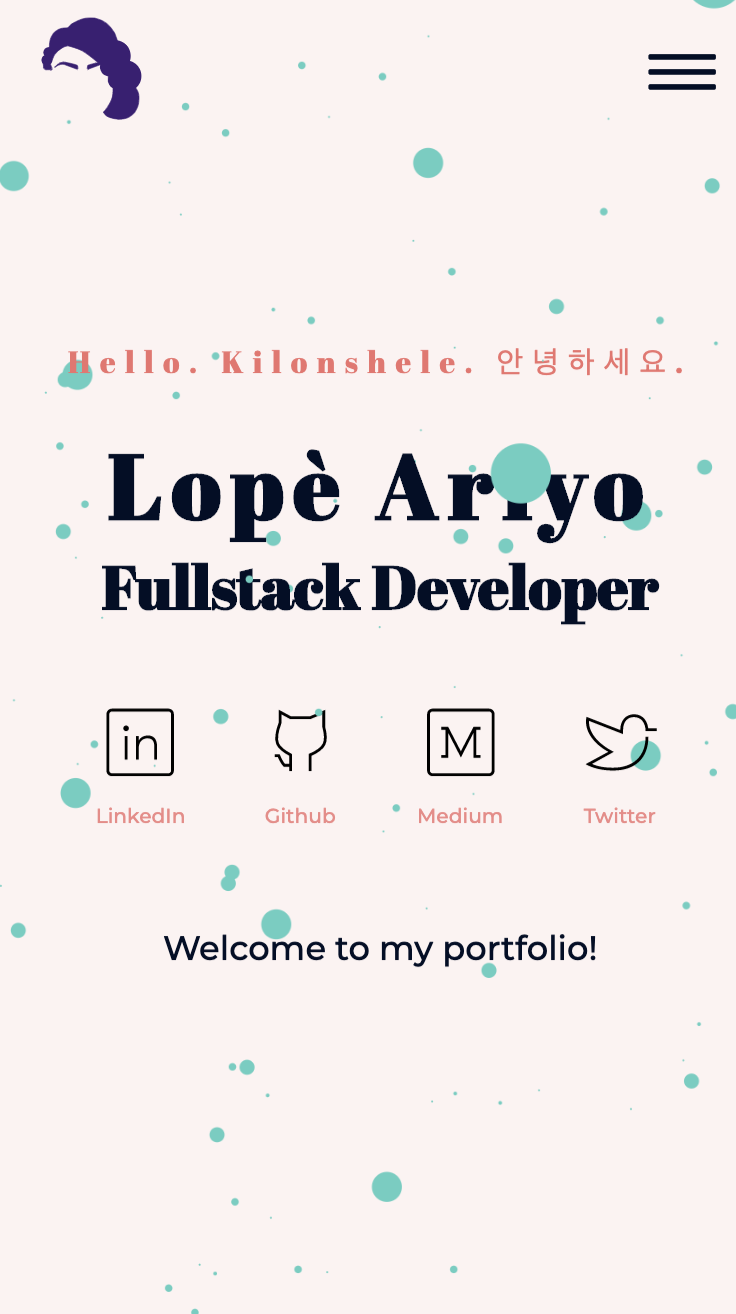 Hello. Kilonshele. 안녕하세요.
Lopè Ariyo
Fullstack Developer
in
M
LinkedIn
Github
Medium
Twitter
Welcome to my portfolio!